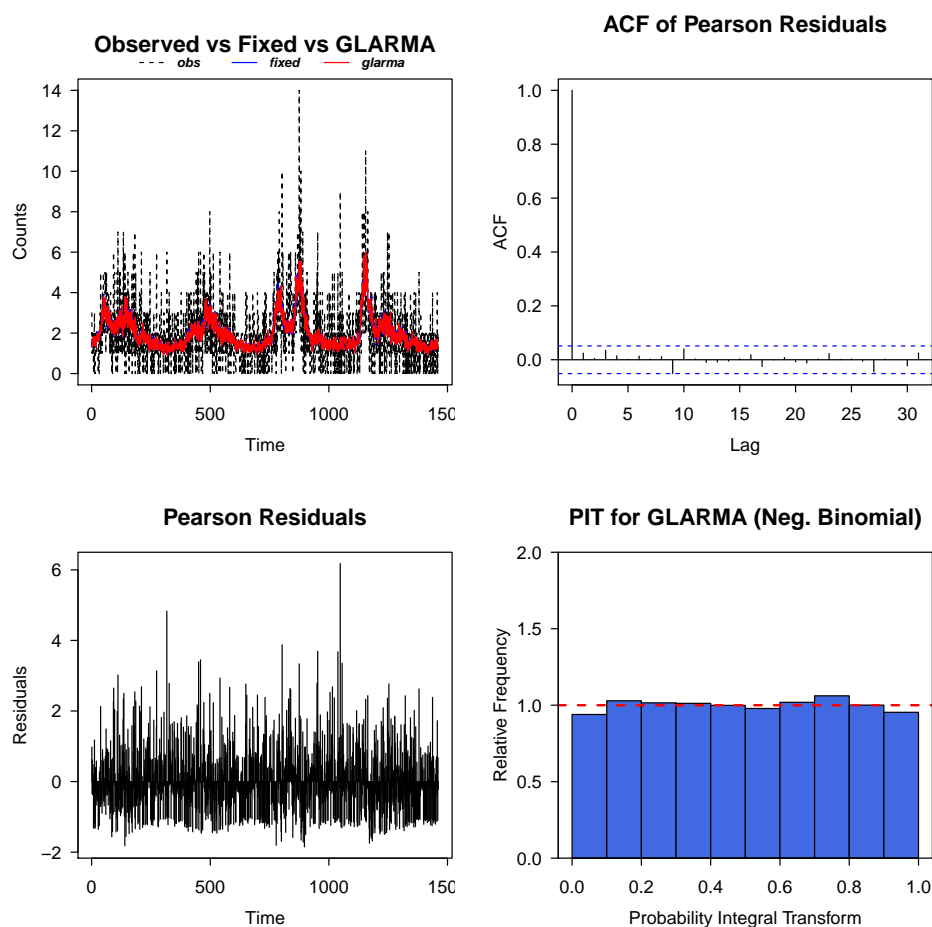 Observed vs Fixed vs GLARMA
obs fixed glarma
14
12
10
8
6
4
2
0
Counts
0 500 1000 150
Time
ACF of Pearson Residuals
1.0
0.8
0.6
0.4
0.2
0.0
ACF
0 5 10 15 20 25 30
Lag
Pearson Residuals
6
4
2
0
−2
Residuals
0 500 1000 150
Time
PIT for GLARMA (Neg. Binomial)
2.0
1.5
1.0
0.5
0.0
Relative Frequency
0.0 0.2 0.4 0.6 0.8 1.0
Probability Integral Transform